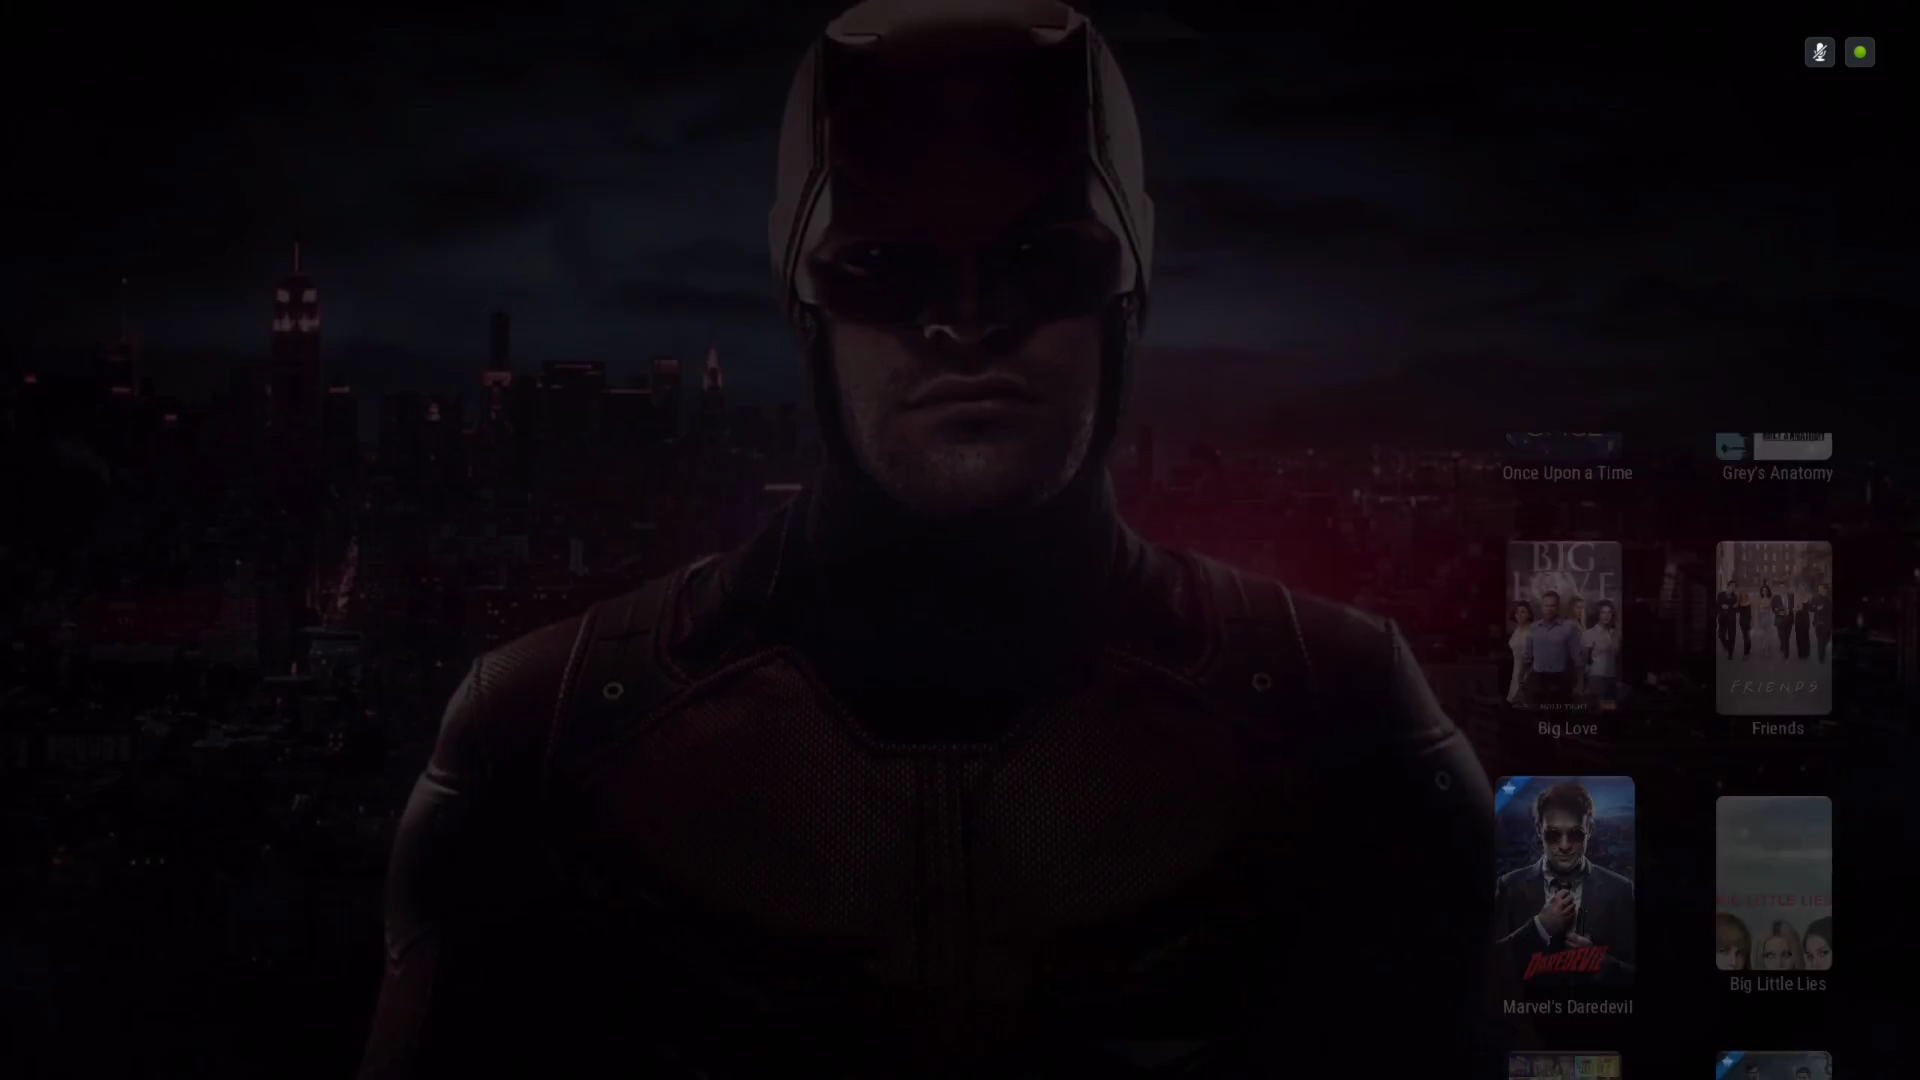 Once Upon a Time
Grey's Anatomy
BIG
LOVE
FRIENDS
Big Love
Friends
DAREDEVIL
BIG LITTLE LIES
Marvel's Daredevil
Big Little Lies